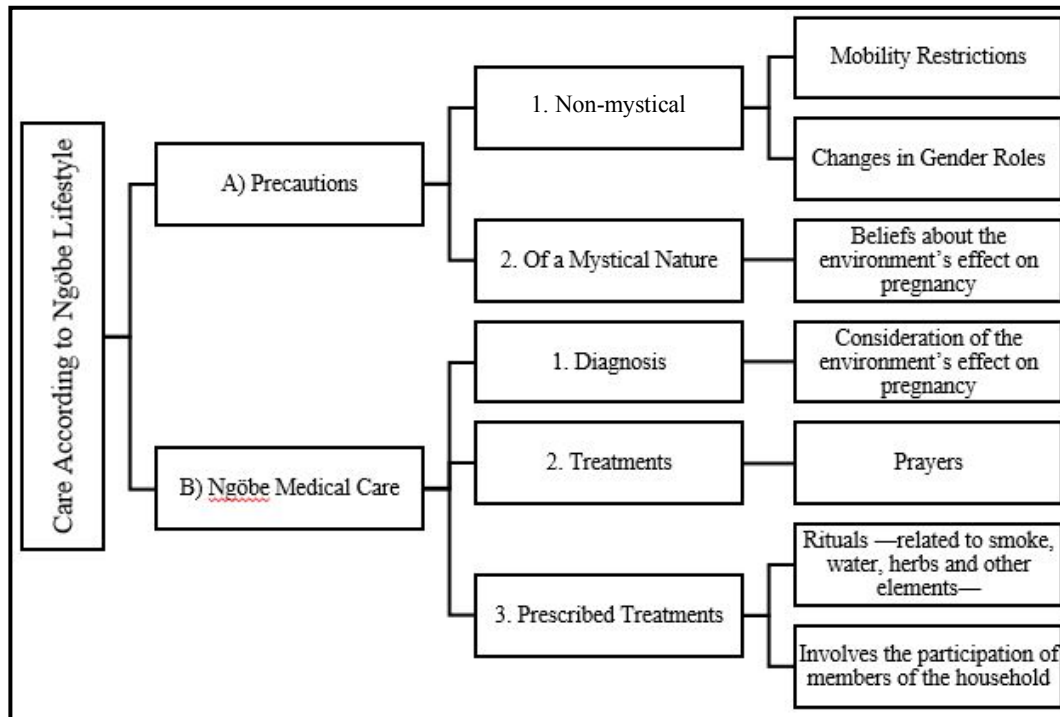 Care According to Ngöbe Lifestyle
A) Precautions
1. Non-mystical
Mobility Restrictions
Changes in Gender Roles
2. Of a Mystical Nature
Beliefs about the
environment’s effect on
pregnancy
B) Ngöbe Medical Care
1. Diagnosis
Consideration of the
environment’s effect on
pregnancy
2. Treatments
Prayers
3. Prescribed Treatments
Rituals —related to smoke,
water, herbs and other
elements—
Involves the participation of
members of the household